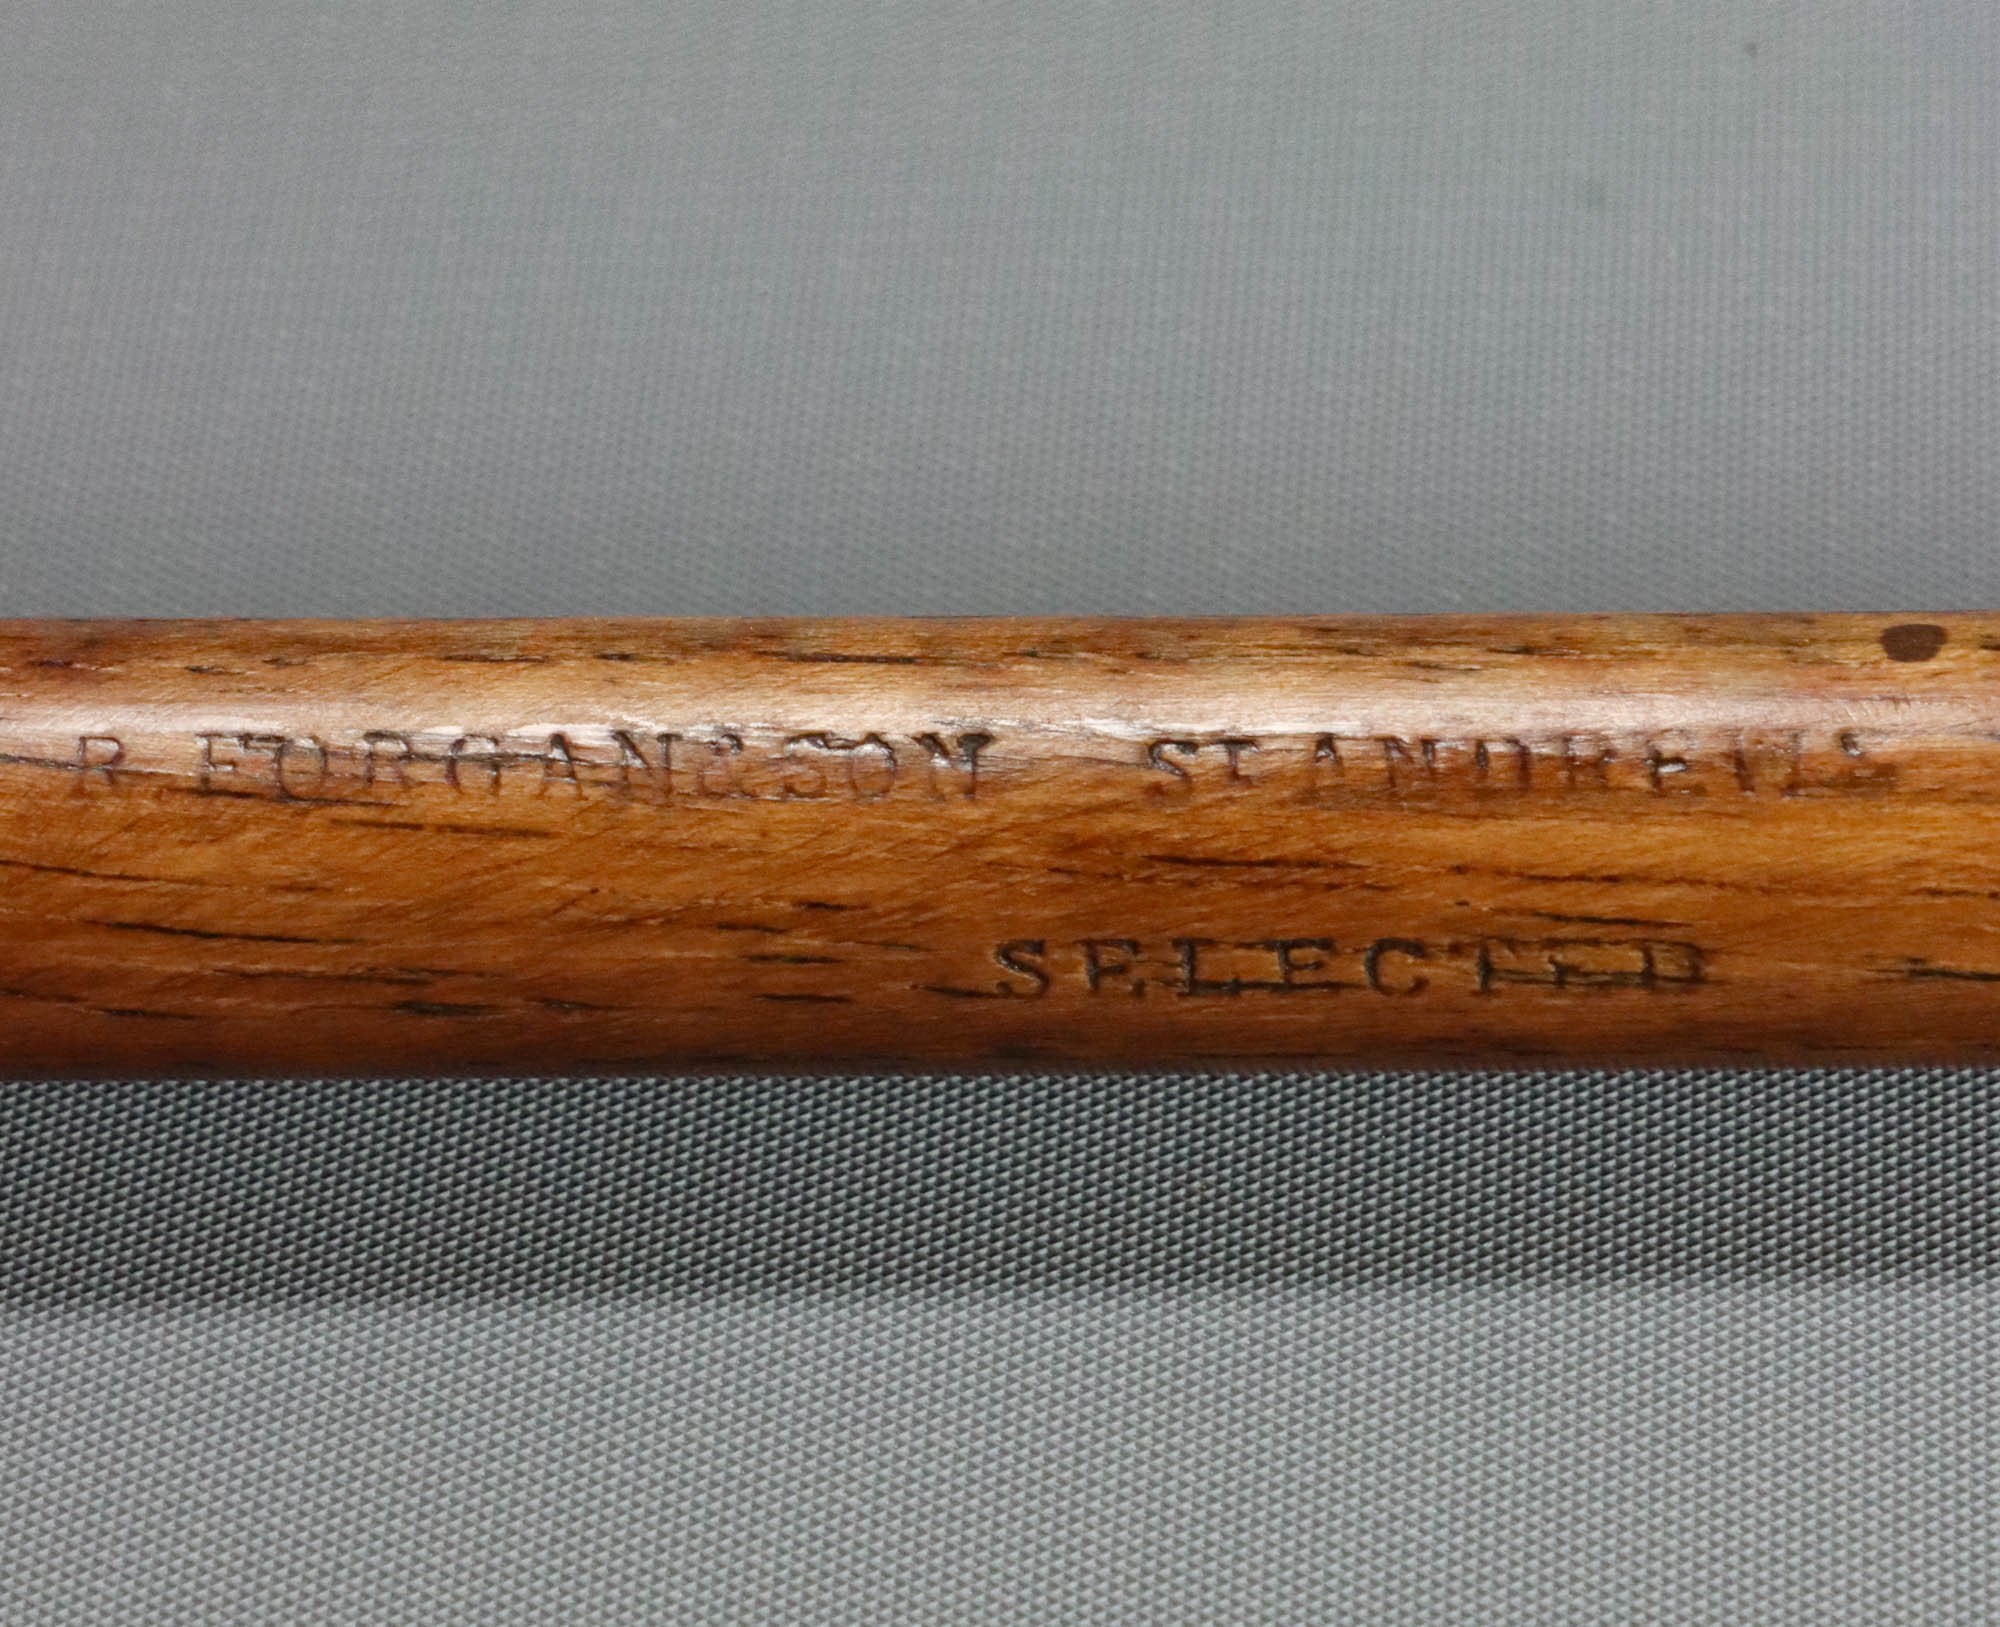 R. FORGAN & SON ST ANDREWS
SELECTED